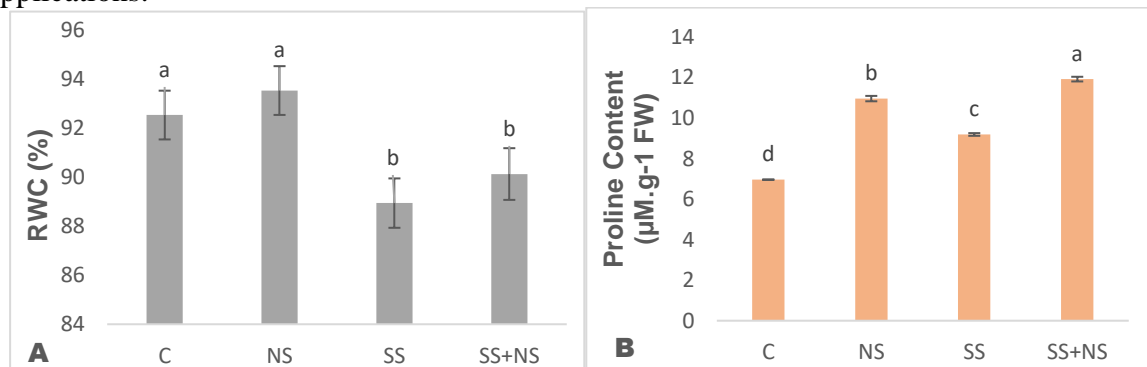 pplications.
96
94
92
90
88
86
84
RWC (%)
a
a
b
b
C
NS
SS
SS+NS
A
14
12
10
8
6
4
2
0
Proline Content
(µM.g-1 FW)
d
b
c
a
C
NS
SS
SS+NS
B